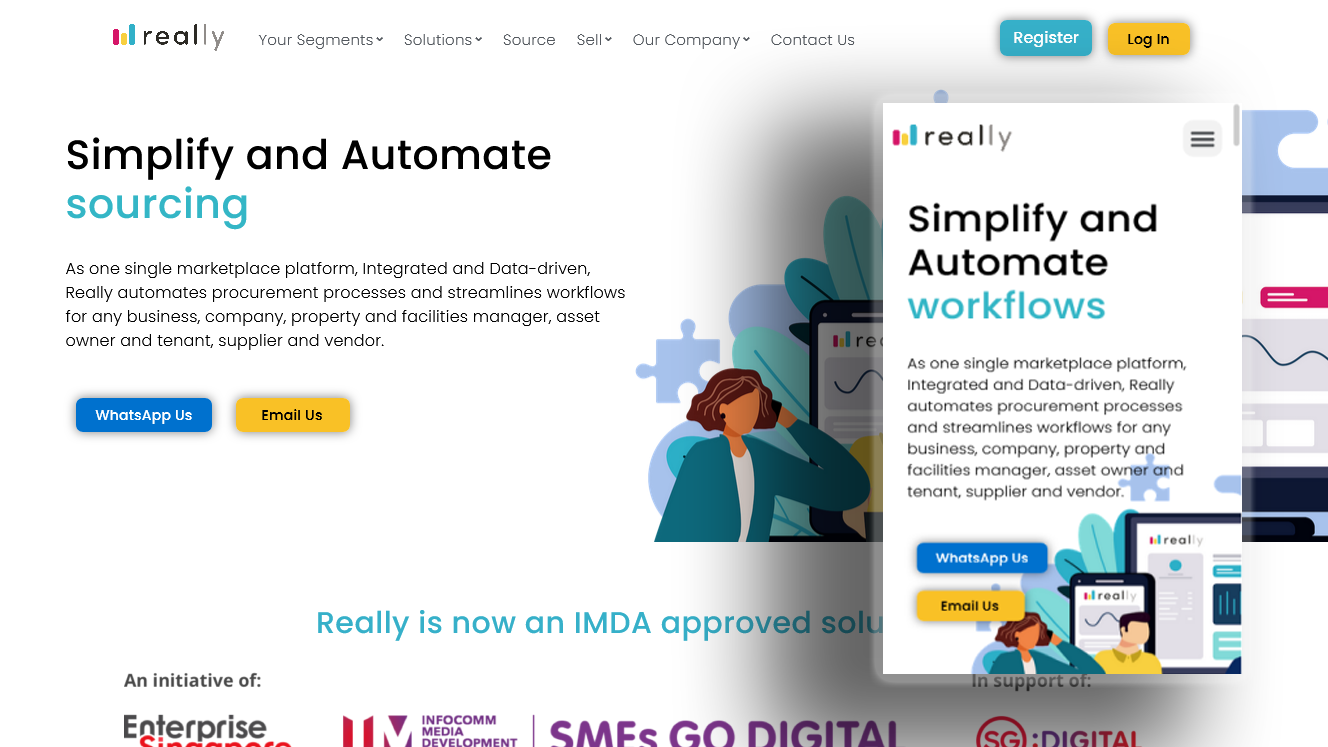 really
Your Segments
Solutions
Source
Sell
Our Company
Contact Us
Register
Log In
Simplify and Automate
sourcing
As one single marketplace platform, Integrated and Data-driven,
Really automates procurement processes and streamlines workflows
for any business, company, property and facilities manager, asset
owner and tenant, supplier and vendor.
WhatsApp Us
Email Us
really
Simplify and
Automate
workflows
As one single marketplace platform,
Integrated and Data-driven, Really
automates procurement processes
and streamlines workflows for any
business, company, property and
facilities manager, asset owner and
tenant, supplier and vendor.
WhatsApp Us
Email Us
really
really
Really is now an IMDA approved solu
An initiative of:
In support of:
Enterprise
Singapore
INFOCOMM
MEDIA
DEVELOPMENT
SMEs GO DIGITAL
SG:DIGITAL